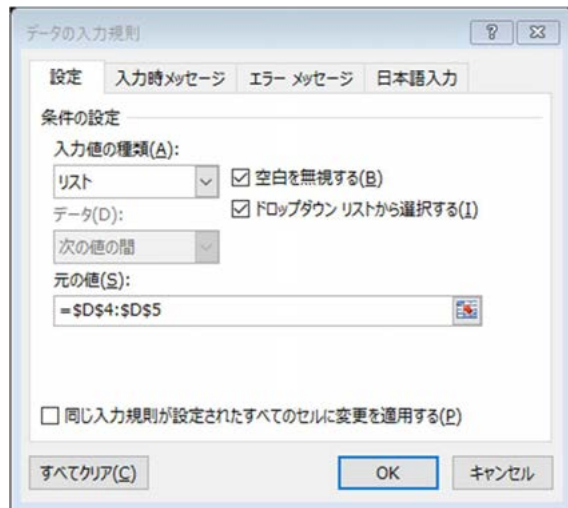 データの入力規則
設定 入力時メッセージ エラー メッセージ 日本語入力
条件の設定
入力値の種類(A):
リスト
空白を無視する(B)
データ(D):
ドロップダウン リストから選択する(I)
次の値の間
元の値(S):
=$D$4:$D$5
同じ入力規則が設定されたすべてのセルに変更を適用する(P)
すべてクリア(C) OK キャンセル